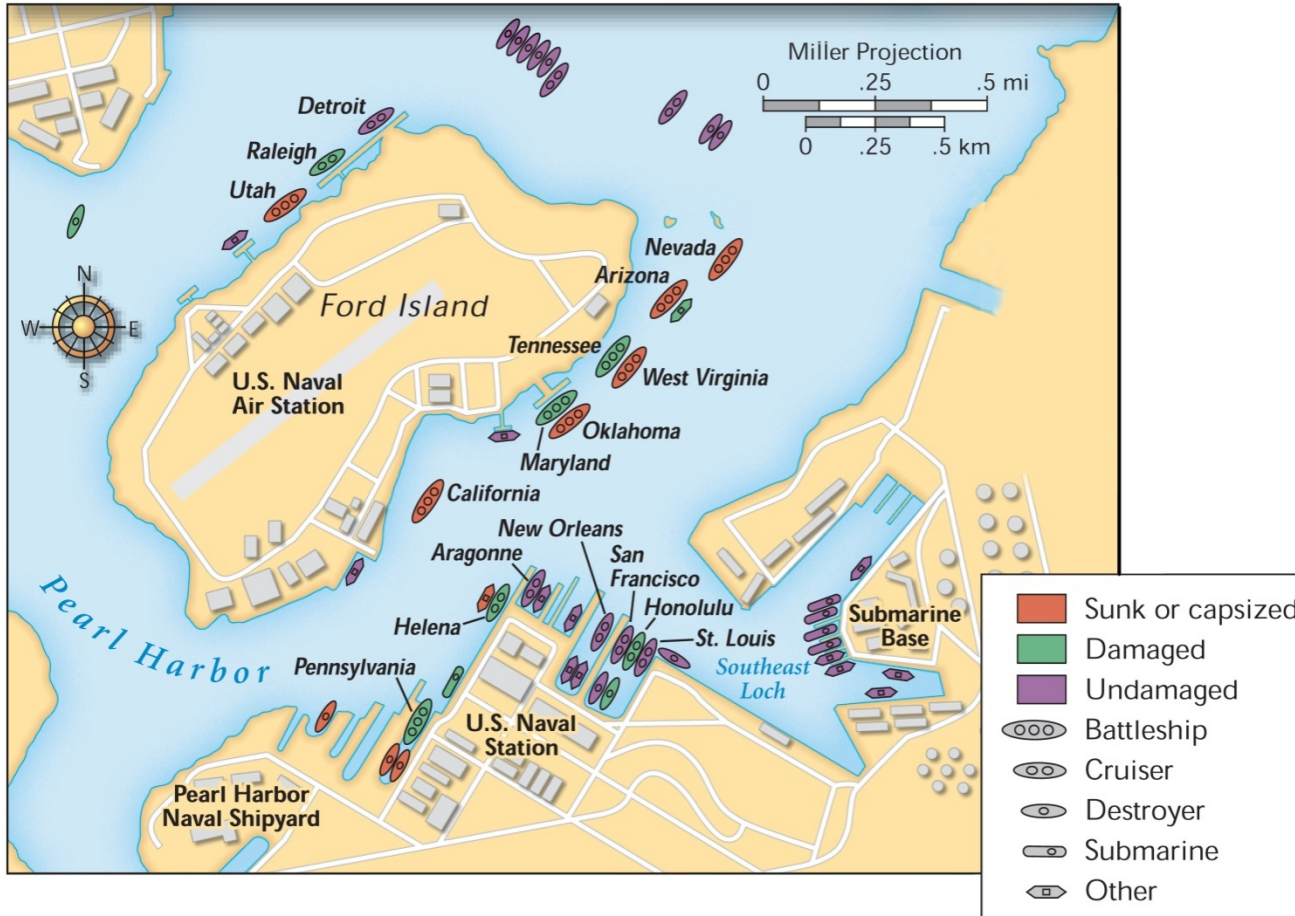 Miller Projection
0 .25 .5 mi
0 .25 .5 km
Detroit
Raleigh
Utah
N
W E
S
Nevada
Arizona
Ford Island
Tennessee
West Virginia
U.S. Naval
Air Station
Oklahoma
Maryland
California
New Orleans
San
Francisco
Aragonne
Honolulu
Helena
St. Louis
Submarine
Base
Southeast
Loch
Pearl Harbor
Pennsylvania
U.S. Naval
Station
Pearl Harbor
Naval Shipyard
Sunk or capsized
Damaged
Undamaged
Battleship
Cruiser
Destroyer
Submarine
Other